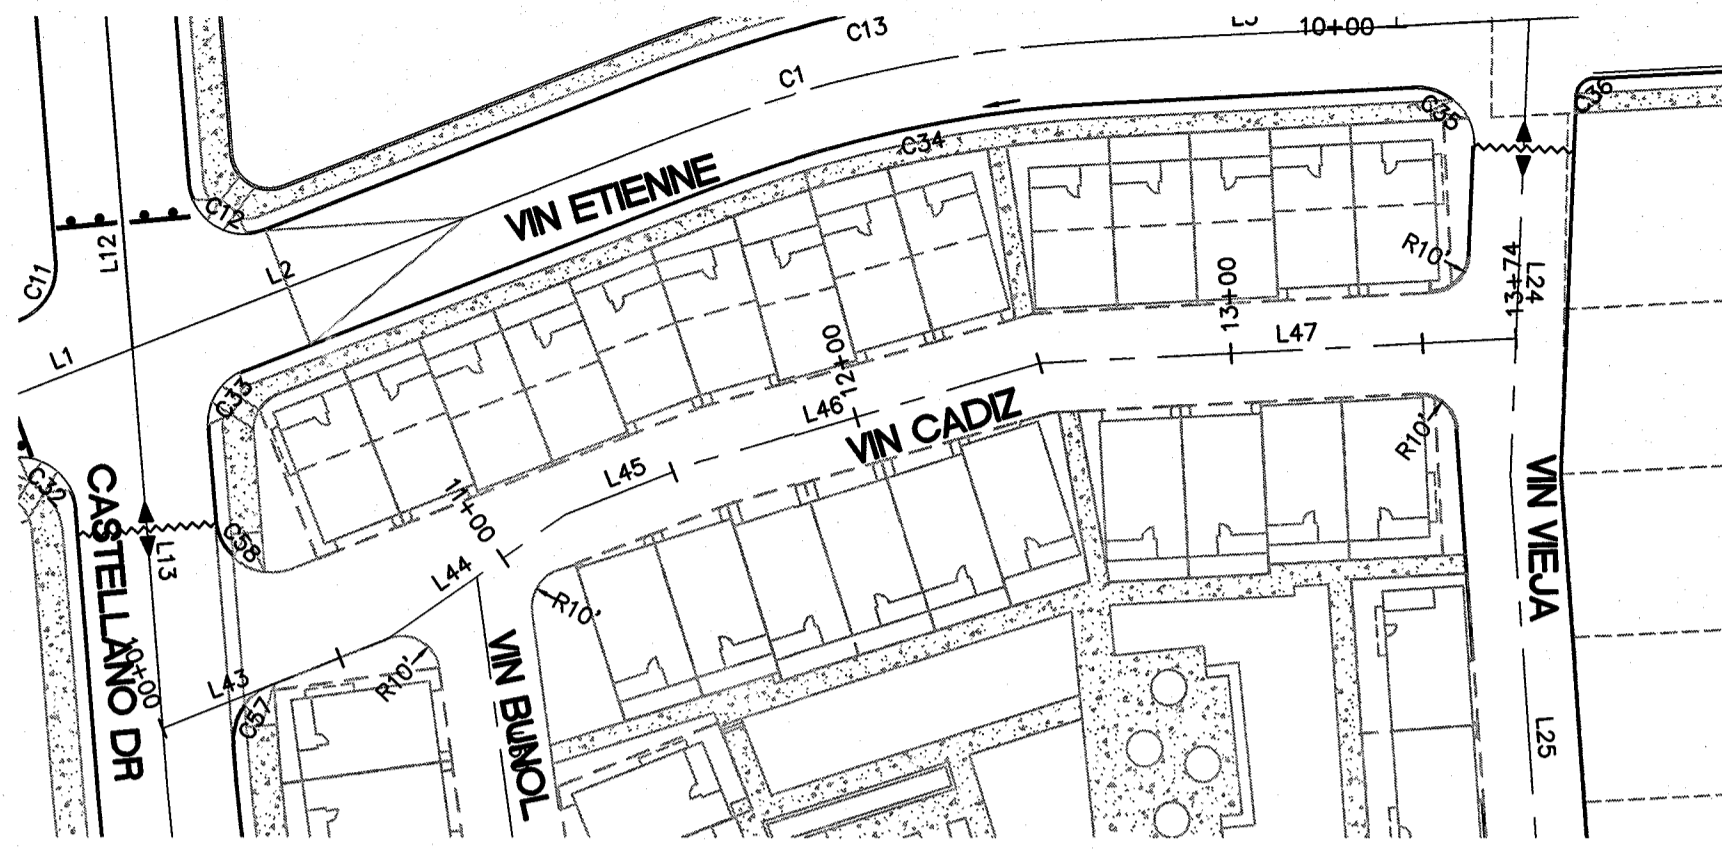 10+00
C13
C1
C36
C35
C34
VIN ETIENNE
C12
L12
L2
C11
R10'
13+74
L24
13+00
L47
L1
12+00
C33
L46
VIN CADIZ
R10'
L45
C32
11+00
CASTELLANO DR
VIN VIEJA
C58
L13
L44
R10'
VIN BUNOL
R10'
10+00
L43
C57
L25